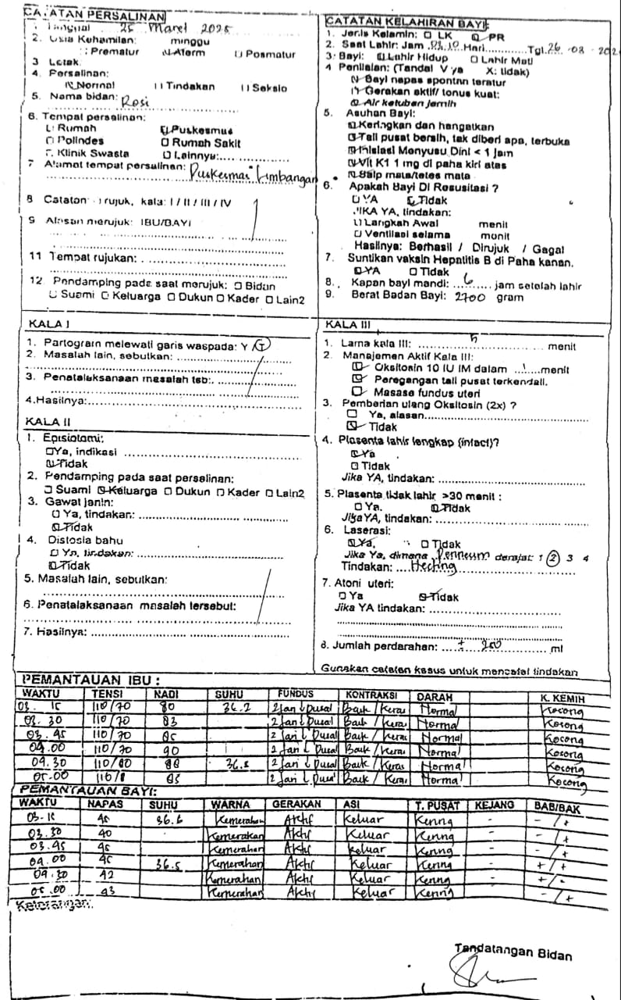 CATATAN PERSALINAN
1. Tanggal 25 Maret 2025
2. Usia Kehamilan: minggu
Prematur Aterm Posmatur
3 Letak:
4. Persalinan:
Normal Tindakan Seksio
5. Nama bidan: Rosi
6. Tempat persalinan:
Rumah Puskesmas
Polindes Rumah Sakit
Klinik Swasta Lainnya:
7 Alamat tempat persalinan: Puskesmas Limbangan
8 Catatan: rujuk, kala: I / II / III / IV
9 Alasan merujuk: IBU/BAYI
11 Tempat rujukan:
12. Pendamping pada saat merujuk: Bidan
Suami Keluarga Dukun Kader Lain2
CATATAN KELAHIRAN BAYI:
1. Jenis Kelamin: LK PR
2. Saat Lahir: Jam 03.10 Hari Tgl. 26 -03 - 202
3: Bayi: Lahir Hidup Lahir Mati
4 Penilaian: (Tandai V ya X: tidak)
Bayi napas spontan teratur
Gerakan aktif/ tonus kuat:
Air ketuban jernih
5. Asuhan Bayi:
Keringkan dan hangatkan
Tali pusat bersih, tak diberi apa, terbuka
Inisiasi Menyusu Dini < 1 jam
Vit K1 1 mg di paha kiri atas
Salp mata/tetes mata
6. Apakah Bayi Di Resusitasi ?
YA Tidak
JIKA YA, tindakan:
Langkah Awal menit
Ventilasi selama menit
Hasilnya: Berhasil / Dirujuk / Gagal
7. Suntikan vaksin Hepatitis B di Paha kanan.
YA Tidak
8. Kapan bayi mandi: 6 jam setelah lahir
9. Berat Badan Bayi: 2700 gram
KALA I
1. Partogram melewati garis waspada: Y / T
2. Masalah lain, sebutkan:
3. Penatalaksanaan masalah tsb:
4.Hasilnya:
KALA II
1. Episiotomi:
Ya, indikasi
Tidak
2. Pendamping pada saat persalinan:
Suami Keluarga Dukun Kader Lain2
3. Gawat janin:
Ya, tindakan:
Tidak
4. Distosia bahu
Ya, tindakan:
Tidak
5. Masalah lain, sebutkan:
6. Penatalaksanaan masalah tersebut:
7. Hasilnya:
KALA III
1. Lama kala III: 5 menit
2. Manajemen Aktif Kala III:
Oksitosin 10 IU IM dalam 1 menit
Peregangan tali pusat terkendali.
Masase fundus uteri
3. Pemberian ulang Oksitosin (2x) ?
Ya, alasan
Tidak
4. Plasenta lahir lengkap (intact)?
Ya
Tidak
Jika YA, tindakan:
5. Plasenta tidak lahir >30 menit :
Ya. Tidak
Jika YA, tindakan:
6. Laserasi:
Ya, Tidak
Jika Ya, dimana Perineum derajat: 1 2 3 4
Tindakan: Hecting
7. Atoni uteri:
Ya Tidak
Jika YA tindakan:
8. Jumlah perdarahan: ± 200 ml
Gunakan catatan kasus untuk mencatat tindakan
PEMANTAUAN IBU :
WAKTU TENSI NADI SUHU FUNDUS KONTRAKSI DARAH K. KEMIH
03. 15 110/70 80 36.2 2 Jari ↓ Pusat Baik / Keras Normal Kosong
03. 30 110/70 83 2 Jari ↓ Pusat Baik / Keras Normal Kosong
03. 45 110/70 85 2 Jari ↓ Pusat Baik / Keras Normal Kosong
04.00 110/70 90 2 Jari ↓ Pusat Baik / Keras Normal Kosong
04.30 110/80 88 36.5 2 Jari ↓ Pusat Baik / Keras Normal Kosong
05.00 2 Jari ↓ Pusat Baik / Keras Normal Kosong
PEMANTAUAN BAYI:
WAKTU NAPAS SUHU WARNA GERAKAN ASI T. PUSAT KEJANG BAB/BAK
03.15 45 36.6 Kemerahan Aktif Keluar Kering - - / +
03.30 40 Kemerahan Aktif Keluar Kering - - / +
03.45 45 Kemerahan Aktif Keluar Kering - - / +
04.00 45 36.5 Kemerahan Aktif Keluar Kering - + / +
04.30 42 Kemerahan Aktif Keluar Kering - + / -
05.00 43 Kemerahan Aktif Keluar Kering - - / +
Keterangan:
Tandatangan Bidan